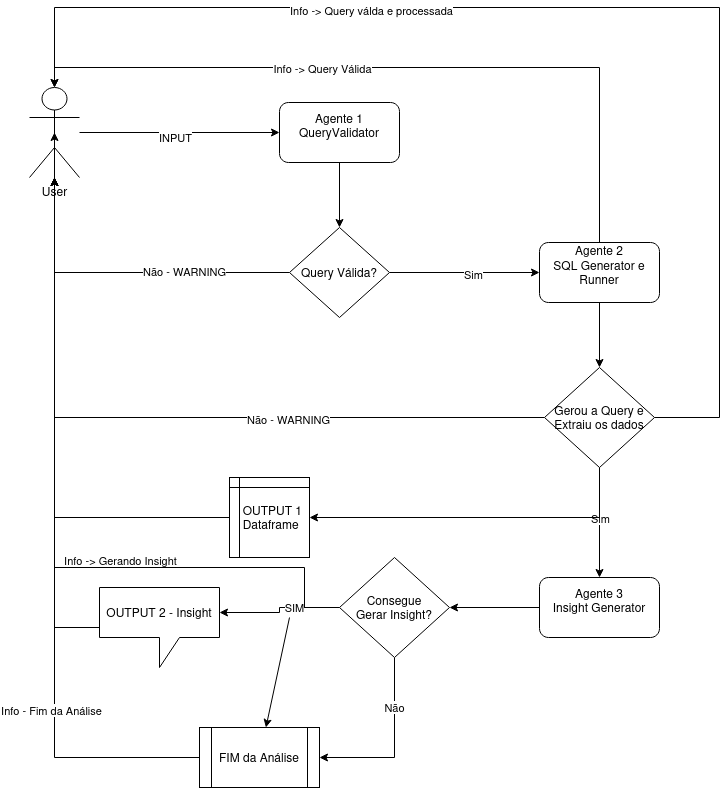 Info -> Query válda e processada
Info -> Query Válida
Agente 1
QueryValidator
INPUT
User
Agente 2
SQL Generator e
Runner
Query Válida?
Não - WARNING
Sim
Gerou a Query e
Extraiu os dados
Não - WARNING
OUTPUT 1
Dataframe
Sim
Info -> Gerando Insight
Agente 3
Insight Generator
Consegue
Gerar Insight?
SIM
OUTPUT 2 - Insight
Não
Info - Fim da Análise
FIM da Análise